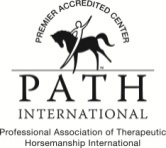 PREMIER ACCREDITED CENTER
PATH
INTERNATIONAL
Professional Association of Therapeutic
Horsemanship International